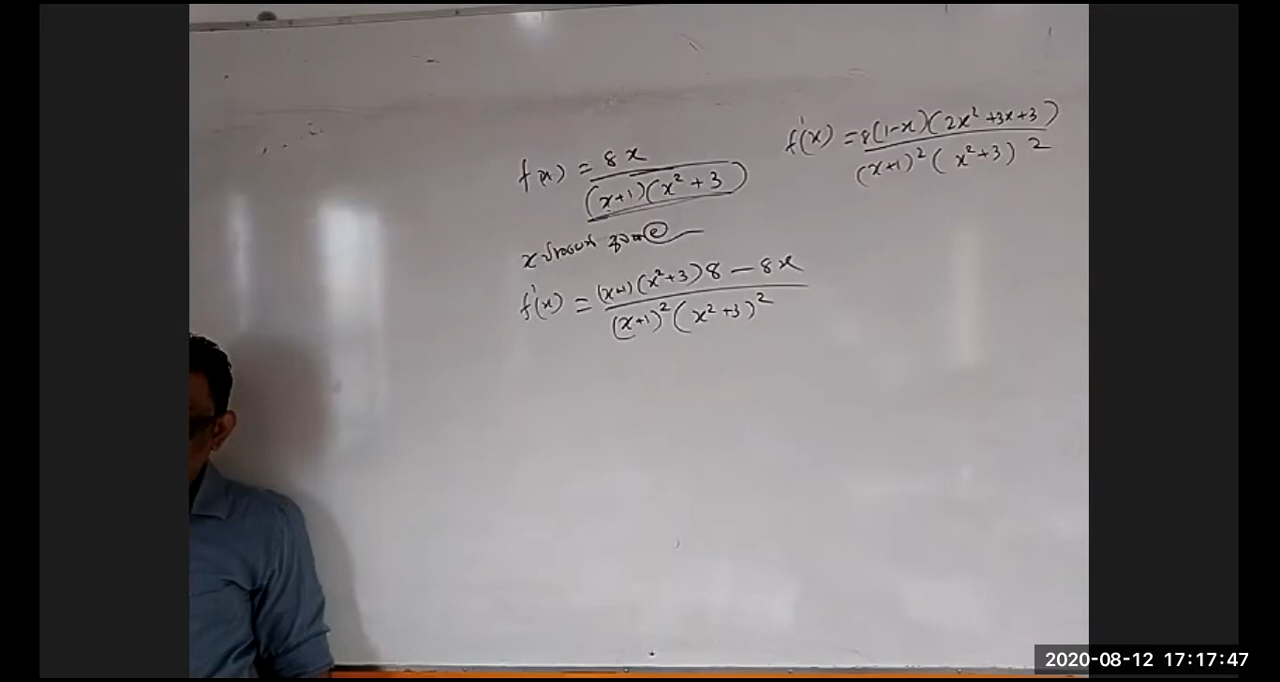 f(x) = 8x / (x+1)(x² + 3)
x
f'(x) = (x+1)(x²+3)8 − 8x / (x+1)² (x² + 3)²
f'(x) = 8(1−x)(2x² +3x+3) / (x+1)² (x²+3)²
2020-08-12 17:17:47